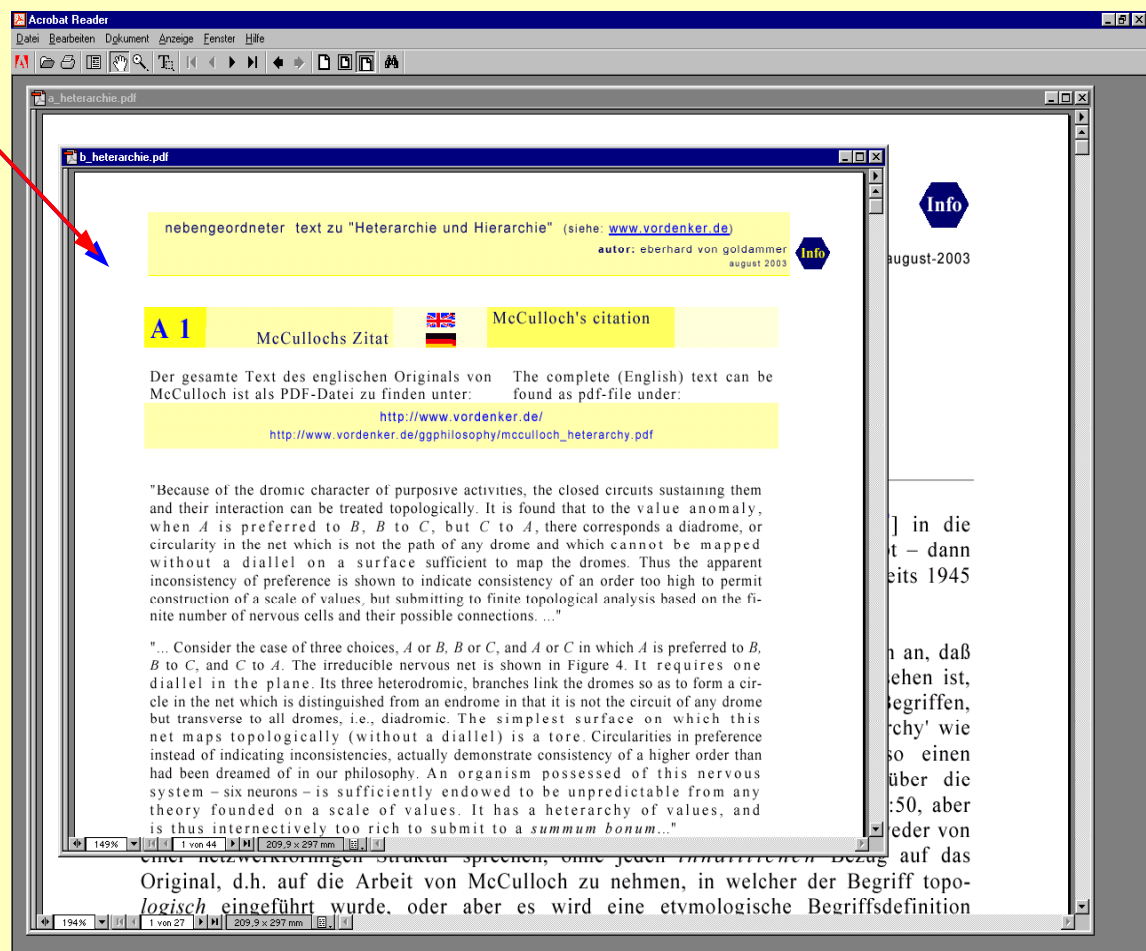 Acrobat Reader
Datei Bearbeiten Dokument Anzeige Fenster Hilfe
a_heterarchie.pdf
b_heterarchie.pdf
Info
august-2003
nebengeordneter text zu "Heterarchie und Hierarchie" (siehe: www.vordenker.de)
autor: eberhard von goldammer
august 2003
Info
A 1
McCullochs Zitat
McCulloch's citation
Der gesamte Text des englischen Originals von
McCulloch ist als PDF-Datei zu finden unter:
The complete (English) text can be
found as pdf-file under:
http://www.vordenker.de/
http://www.vordenker.de/ggphilosophy/mcculloch_heterarchy.pdf
"Because of the dromic character of purposive activities, the closed circuits sustaining them
and their interaction can be treated topologically. It is found that to the value anomaly,
when A is preferred to B, B to C, but C to A, there corresponds a diadrome, or
circularity in the net which is not the path of any drome and which cannot be mapped
without a diallel on a surface sufficient to map the dromes. Thus the apparent
inconsistency of preference is shown to indicate consistency of an order too high to permit
construction of a scale of values, but submitting to finite topological analysis based on the fi-
nite number of nervous cells and their possible connections. ..."
"... Consider the case of three choices, A or B, B or C, and A or C in which A is preferred to B,
B to C, and C to A. The irreducible nervous net is shown in Figure 4. It requires one
diallel in the plane. Its three heterodromic, branches link the dromes so as to form a cir-
cle in the net which is distinguished from an endrome in that it is not the circuit of any drome
but transverse to all dromes, i.e., diadromic. The simplest surface on which this
net maps topologically (without a diallel) is a tore. Circularities in preference
instead of indicating inconsistencies, actually demonstrate consistency of a higher order than
had been dreamed of in our philosophy. An organism possessed of this nervous
system – six neurons – is sufficiently endowed to be unpredictable from any
theory founded on a scale of values. It has a heterarchy of values, and
is thus internectively too rich to submit to a summum bonum..."
149% 1 von 44 209,9 x 297 mm
] in die
– dann
eits 1945
an, daß
ehen ist,
egriffen,
rchy' wie
so einen
über die
:50, aber
eder von
einer netzwerkförmigen Struktur sprechen, ohne jeden inhaltlichen Bezug auf das
Original, d.h. auf die Arbeit von McCulloch zu nehmen, in welcher der Begriff topo-
logisch eingeführt wurde, oder aber es wird eine etymologische Begriffsdefinition
194% 1 von 27 209,9 x 297 mm